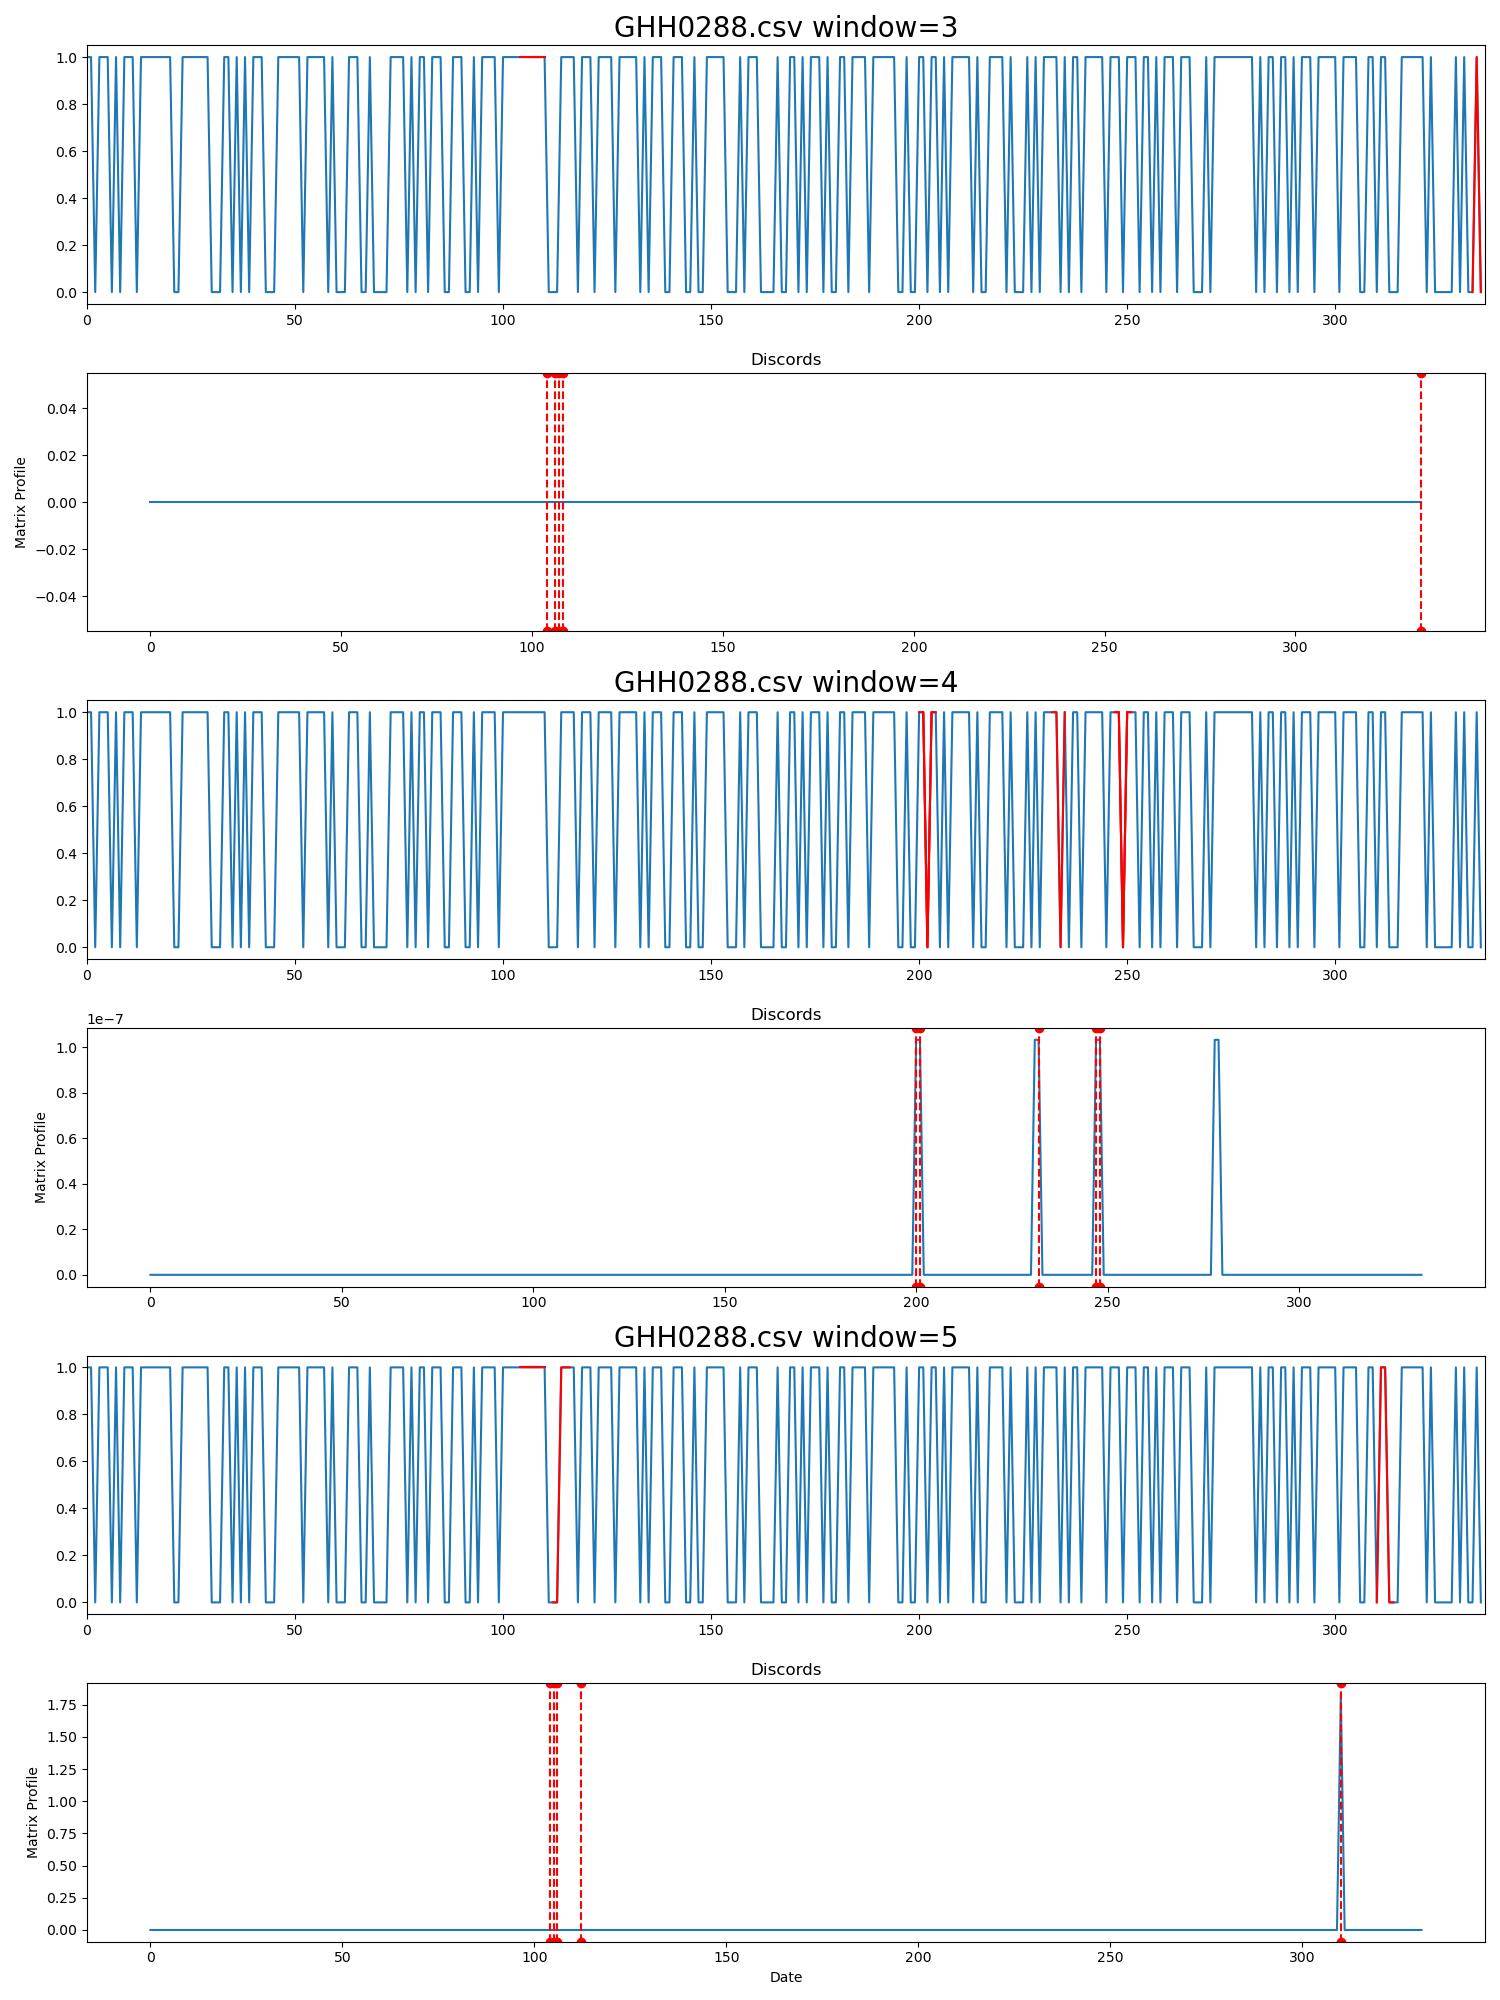 GHH0288.csv window=3
1.0
0.8
0.6
0.4
0.2
0.0
0 50 100 150 200 250 300
Discords
Matrix Profile
0.04
0.02
0.00
−0.02
−0.04
0 50 100 150 200 250 300
GHH0288.csv window=4
1.0
0.8
0.6
0.4
0.2
0.0
0 50 100 150 200 250 300
Discords
1e−7
Matrix Profile
1.0
0.8
0.6
0.4
0.2
0.0
0 50 100 150 200 250 300
GHH0288.csv window=5
1.0
0.8
0.6
0.4
0.2
0.0
0 50 100 150 200 250 300
Discords
Matrix Profile
1.75
1.50
1.25
1.00
0.75
0.50
0.25
0.00
0 50 100 150 200 250 300
Date